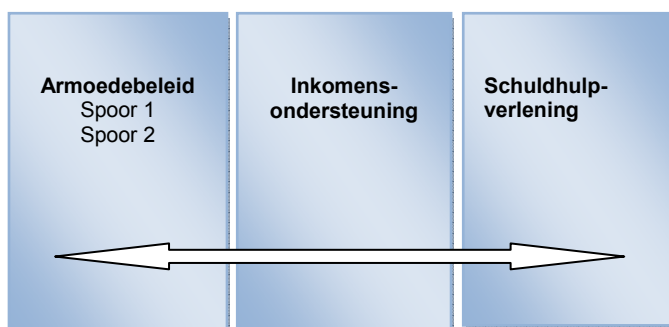 Armoedebeleid
Spoor 1
Spoor 2
Inkomens-
ondersteuning
Schuldhulp-
verlening